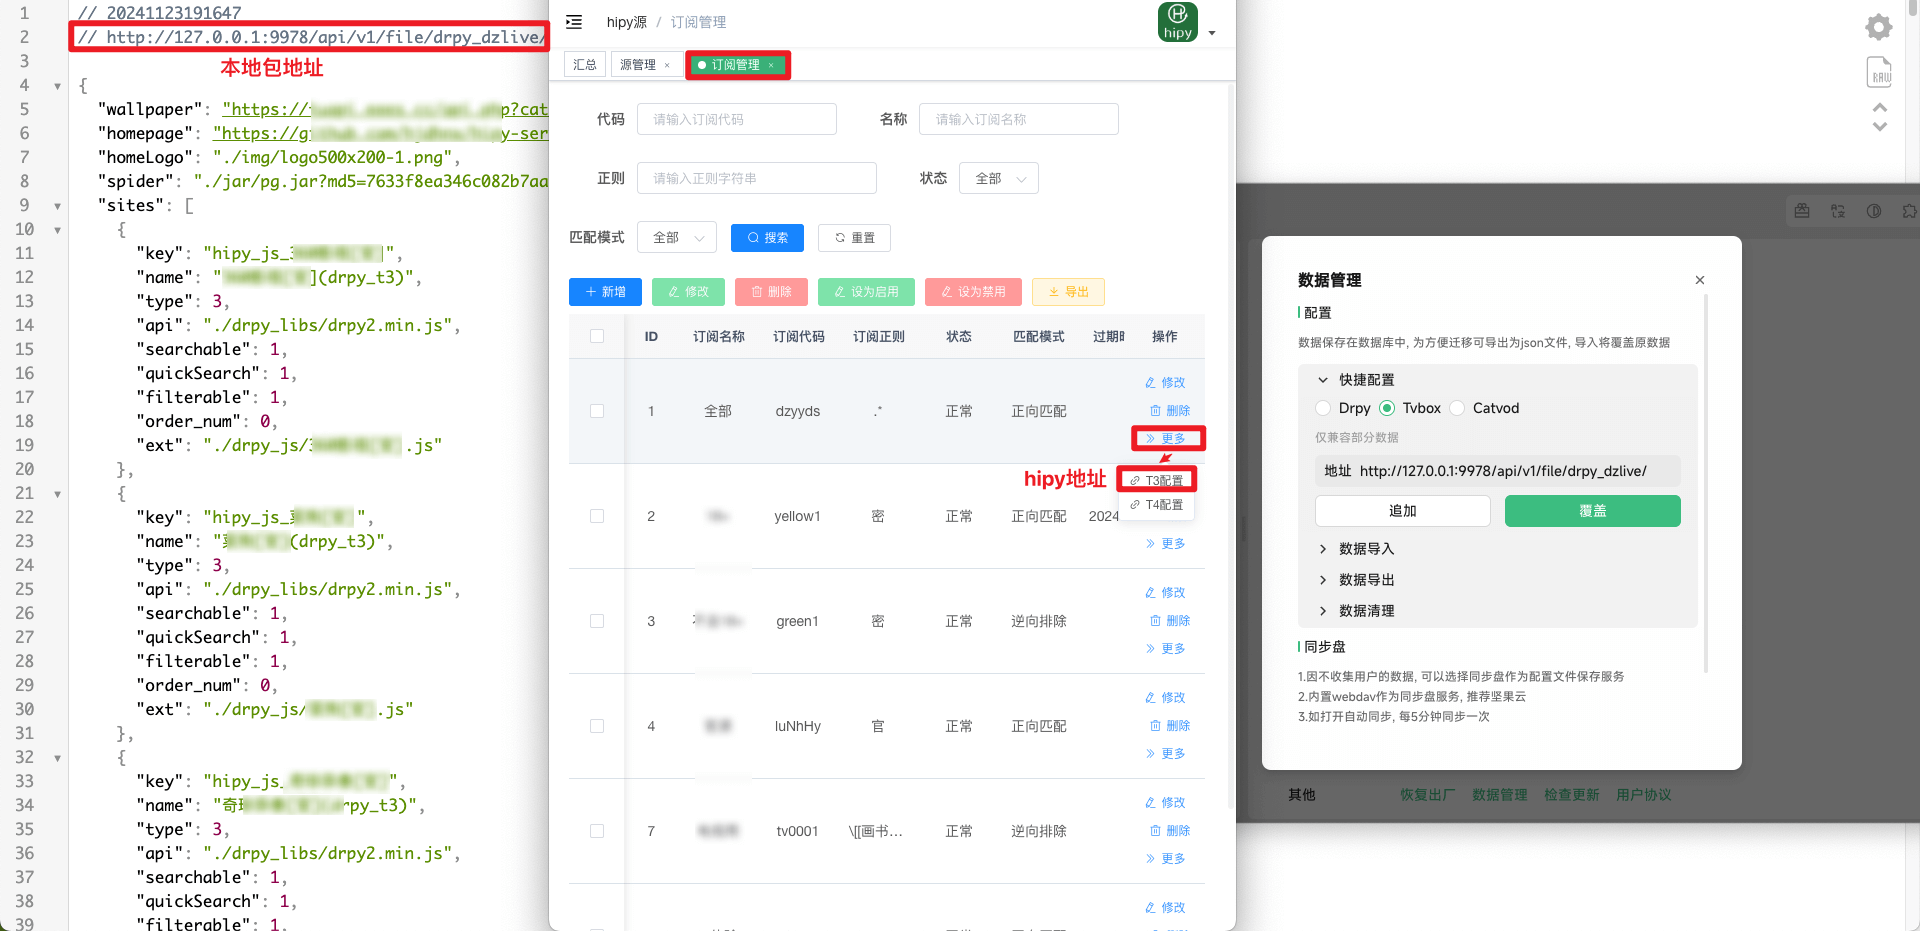 1 // 20241123191647
2 // http://127.0.0.1:9978/api/v1/file/drpy_dzlive/
本地包地址
3
4 {
5 "wallpaper": "https://
?cat
6 "homepage": "https://g
-ser
7 "homeLogo": "./img/logo500x200-1.png",
8 "spider": "./jar/pg.jar?md5=7633f8ea346c082b7aa
9 "sites": [
10 {
11 "key": "hipy_js_
",
12 "name": "
](drpy_t3)",
13 "type": 3,
14 "api": "./drpy_libs/drpy2.min.js",
15 "searchable": 1,
16 "quickSearch": 1,
17 "filterable": 1,
18 "order_num": 0,
19 "ext": "./drpy_js/
.js"
20 },
21 {
22 "key": "hipy_js_
",
23 "name": "
(drpy_t3)",
24 "type": 3,
25 "api": "./drpy_libs/drpy2.min.js",
26 "searchable": 1,
27 "quickSearch": 1,
28 "filterable": 1,
29 "order_num": 0,
30 "ext": "./drpy_js/
.js"
31 },
32 {
33 "key": "hipy_js_
",
34 "name": "奇
rpy_t3)",
35 "type": 3,
36 "api": "./drpy_libs/drpy2.min.js",
37 "searchable": 1,
38 "quickSearch": 1,
39 "filterable": 1,
hipy源 / 订阅管理
hipy
汇总
源管理 ×
订阅管理 ×
代码 请输入订阅代码
名称 请输入订阅名称
正则 请输入正则字符串
状态 全部
匹配模式 全部
搜索
重置
+ 新增
修改
删除
设为启用
设为禁用
导出
ID 订阅名称 订阅代码 订阅正则 状态 匹配模式 过期 操作
修改
1 全部 dzyyds .* 正常 正向匹配 删除
更多
hipy地址
T3配置
T4配置
2 yellow1 密 正常 正向匹配 2024
更多
修改
3 green1 密 正常 逆向排除 删除
更多
修改
4 luNhHy 官 正常 正向匹配 删除
更多
修改
7 tv0001 \[[画书... 正常 逆向排除 删除
更多
修改
RAW
数据管理 ×
配置
数据保存在数据库中, 为方便迁移可导出为json文件, 导入将覆盖原数据
快捷配置
Drpy Tvbox Catvod
仅兼容部分数据
地址 http://127.0.0.1:9978/api/v1/file/drpy_dzlive/
追加
覆盖
数据导入
数据导出
数据清理
同步盘
1.因不收集用户的数据, 可以选择同步盘作为配置文件保存服务
2.内置webdav作为同步盘服务, 推荐坚果云
3.如打开自动同步, 每5分钟同步一次
其他 恢复出厂 数据管理 检查更新 用户协议